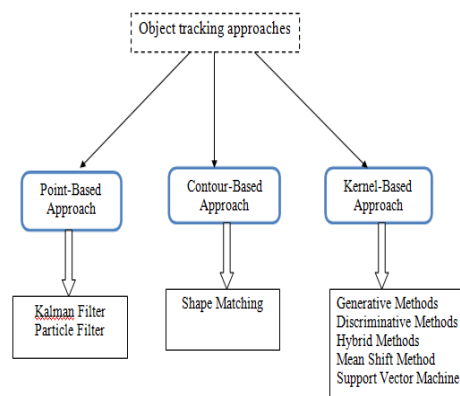 Object tracking approaches
Point-Based
Approach
Contour-Based
Approach
Kernel-Based
Approach
Kalman Filter
Particle Filter
Shape Matching
Generative Methods
Discriminative Methods
Hybrid Methods
Mean Shift Method
Support Vector Machine